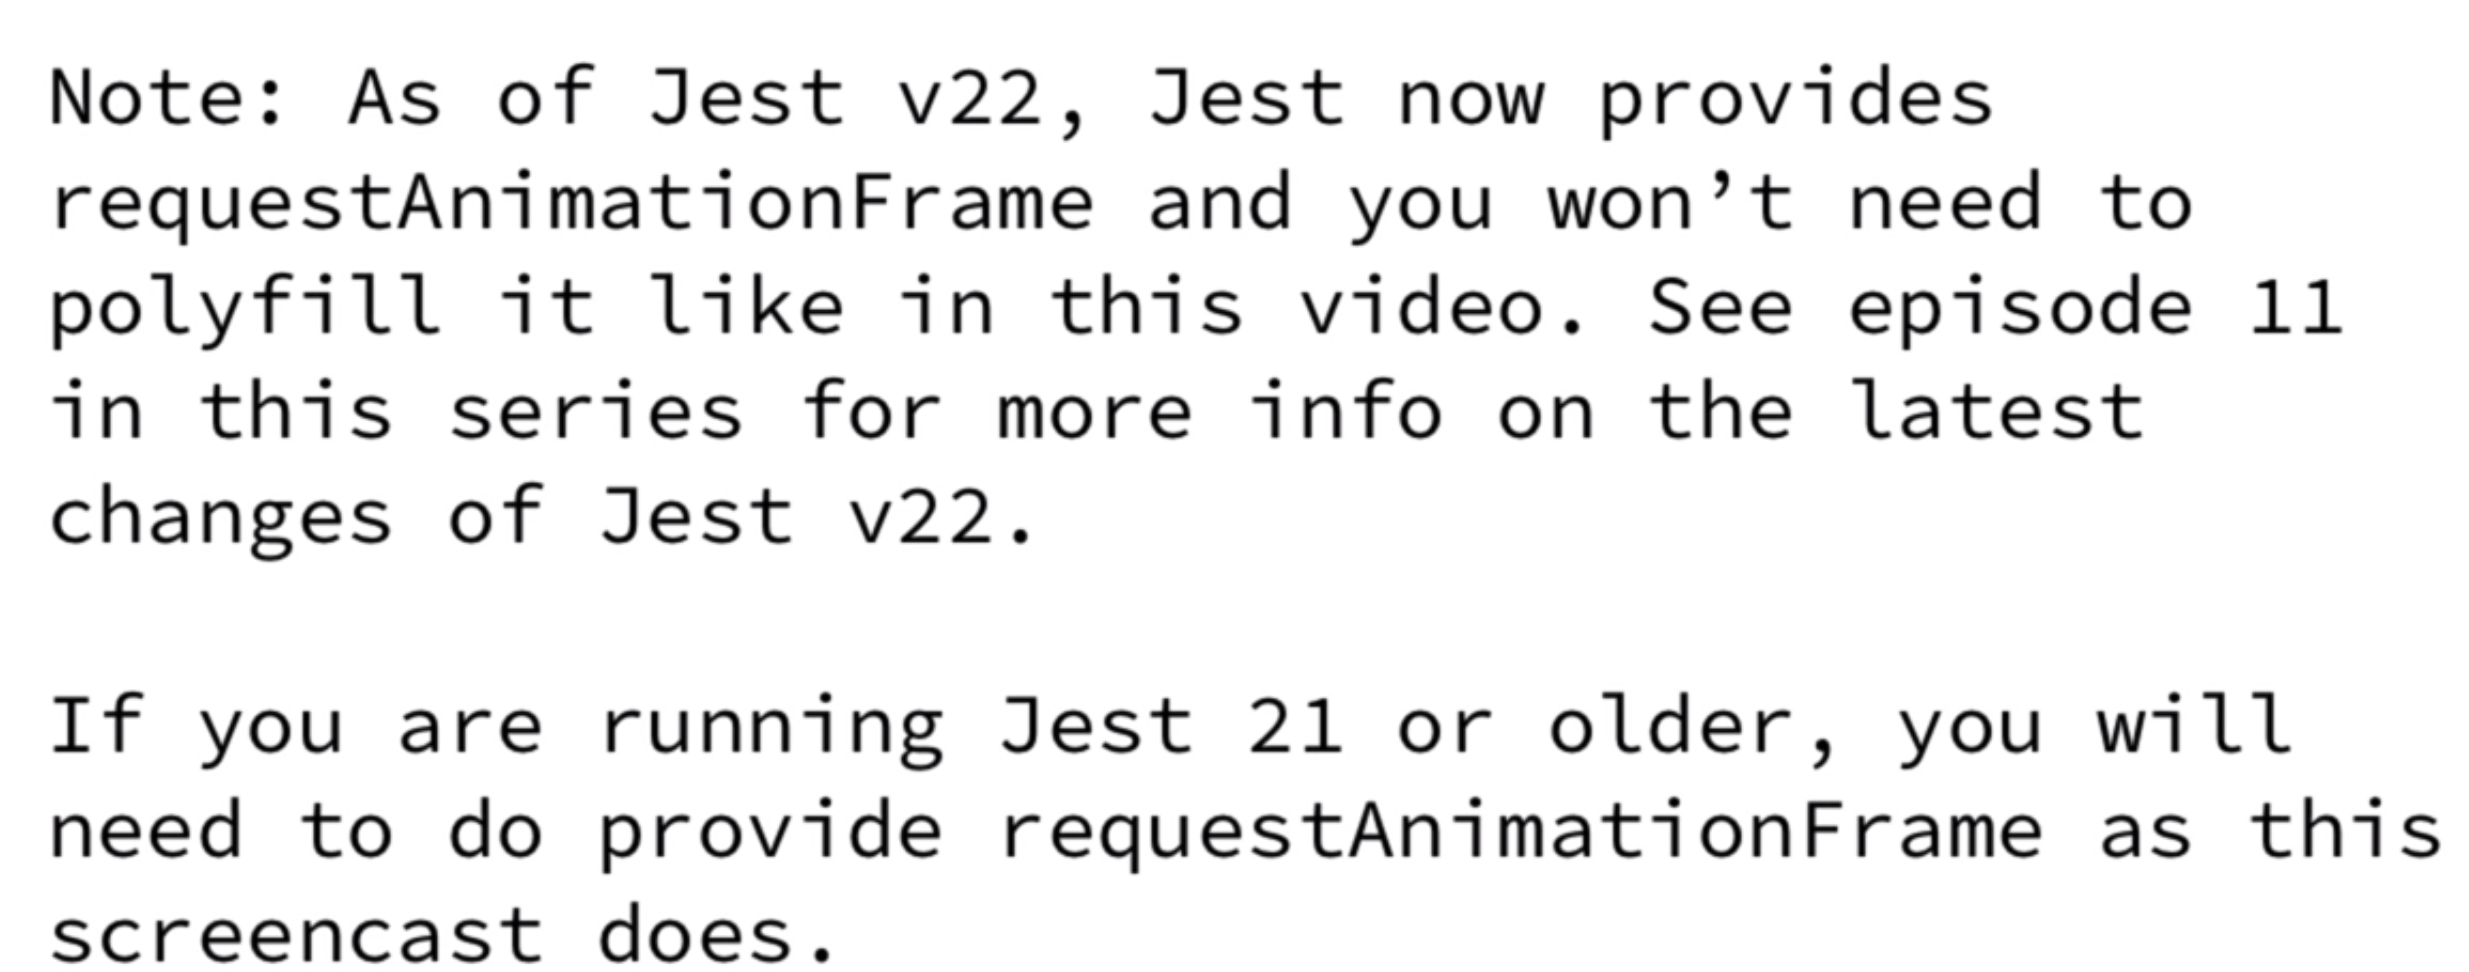 Note: As of Jest v22, Jest now provides
requestAnimationFrame and you won’t need to
polyfill it like in this video. See episode 11
in this series for more info on the latest
changes of Jest v22.

If you are running Jest 21 or older, you will
need to do provide requestAnimationFrame as this
screencast does.